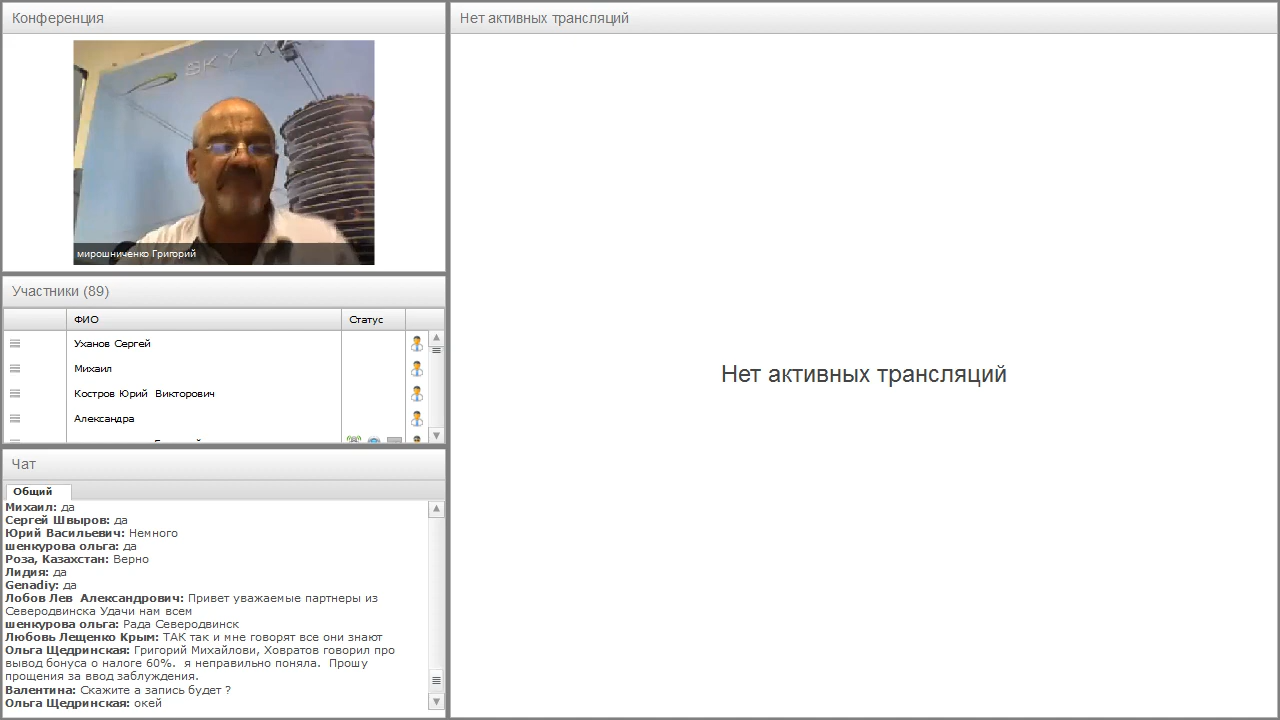 Конференция
Нет активных трансляций
SKY WA
мирошниченко Григорий
Участники (89)
ФИО
Статус
Уханов Сергей
Михаил
Костров Юрий Викторович
Александра
Чат
Общий
Михаил: да
Сергей Швыров: да
Юрий Васильевич: Немного
шенкурова ольга: да
Роза, Казахстан: Верно
Лидия: да
Genadiy: да
Лобов Лев Александрович: Привет уважаемые партнеры из
Северодвинска Удачи нам всем
шенкурова ольга: Рада Северодвинск
Любовь Лещенко Крым: ТАК так и мне говорят все они знают
Ольга Щедринская: Григорий Михайлови, Ховратов говорил про
вывод бонуса о налоге 60%. я неправильно поняла. Прошу
прощения за ввод заблуждения.
Валентина: Скажите а запись будет ?
Ольга Щедринская: окей
Нет активных трансляций